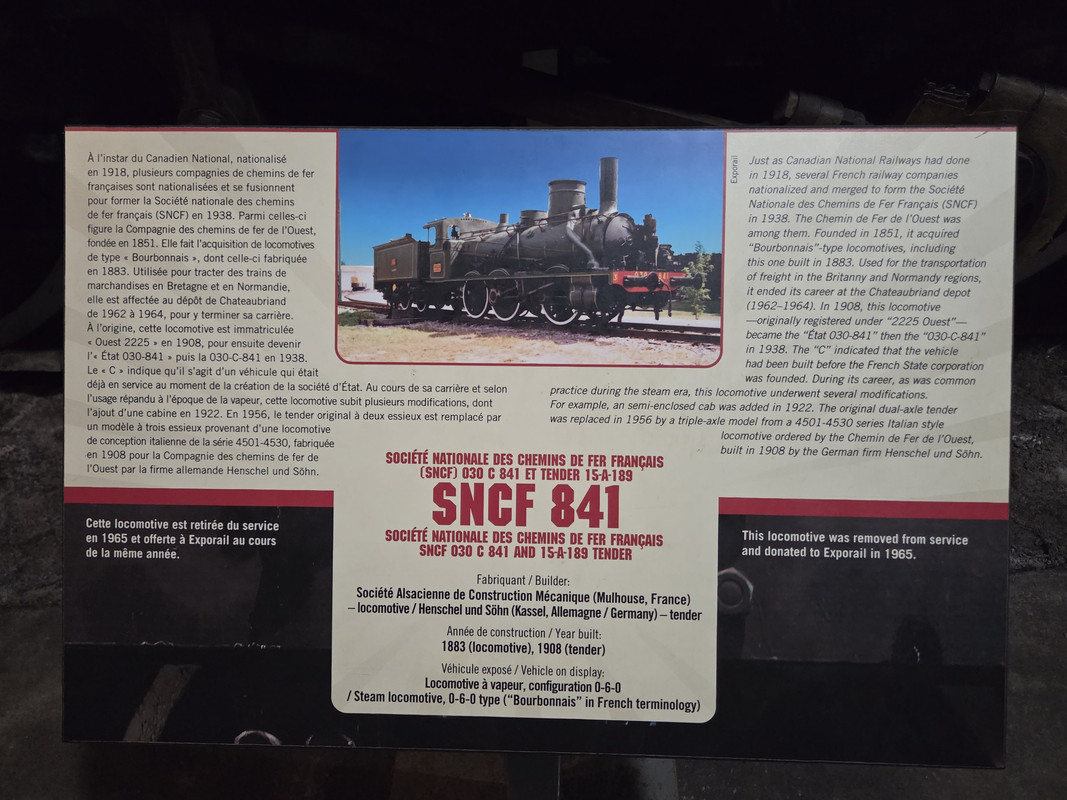 À l'instar du Canadien National, nationalisé
en 1918, plusieurs compagnies de chemins de fer
françaises sont nationalisées et se fusionnent
pour former la Société nationale des chemins
de fer français (SNCF) en 1938. Parmi celles-ci
figure la Compagnie des chemins de fer de l'Ouest,
fondée en 1851. Elle fait l'acquisition de locomotives
de type « Bourbonnais », dont celle-ci fabriquée
en 1883. Utilisée pour tracter des trains de
marchandises en Bretagne et en Normandie,
elle est affectée au dépôt de Chateaubriand
de 1962 à 1964, pour y terminer sa carrière.
À l'origine, cette locomotive est immatriculée
« Ouest 2225 » en 1908, pour ensuite devenir
l'« État 030-841 » puis la 030-C-841 en 1938.
Le « C » indique qu'il s'agit d'un véhicule qui était
déjà en service au moment de la création de la société d'État. Au cours de sa carrière et selon
l'usage répandu à l'époque de la vapeur, cette locomotive subit plusieurs modifications, dont
l'ajout d'une cabine en 1922. En 1956, le tender original à deux essieux est remplacé par
un modèle à trois essieux provenant d'une locomotive
de conception italienne de la série 4501-4530, fabriquée
en 1908 pour la Compagnie des chemins de fer de
l'Ouest par la firme allemande Henschel und Söhn.
Cette locomotive est retirée du service
en 1965 et offerte à Exporail au cours
de la même année.
Exporail
Just as Canadian National Railways had done
in 1918, several French railway companies
nationalized and merged to form the Société
Nationale des Chemins de Fer Français (SNCF)
in 1938. The Chemin de Fer de l'Ouest was
among them. Founded in 1851, it acquired
"Bourbonnais"-type locomotives, including
this one built in 1883. Used for the transportation
of freight in the Britanny and Normandy regions,
it ended its career at the Chateaubriand depot
(1962–1964). In 1908, this locomotive
—originally registered under "2225 Ouest"—
became the "État 030-841" then the "030-C-841"
in 1938. The "C" indicated that the vehicle
had been built before the French State corporation
was founded. During its career, as was common
practice during the steam era, this locomotive underwent several modifications.
For example, an semi-enclosed cab was added in 1922. The original dual-axle tender
was replaced in 1956 by a triple-axle model from a 4501-4530 series Italian style
locomotive ordered by the Chemin de Fer de l'Ouest,
built in 1908 by the German firm Henschel und Söhn.
This locomotive was removed from service
and donated to Exporail in 1965.
SOCIÉTÉ NATIONALE DES CHEMINS DE FER FRANÇAIS
(SNCF) 030 C 841 ET TENDER 15-A-189
SNCF 841
SOCIÉTÉ NATIONALE DES CHEMINS DE FER FRANÇAIS
SNCF 030 C 841 AND 15-A-189 TENDER
Fabriquant / Builder:
Société Alsacienne de Construction Mécanique (Mulhouse, France)
– locomotive / Henschel und Söhn (Kassel, Allemagne / Germany) – tender
Année de construction / Year built:
1883 (locomotive), 1908 (tender)
Véhicule exposé / Vehicle on display:
Locomotive à vapeur, configuration 0-6-0
/ Steam locomotive, 0-6-0 type ("Bourbonnais" in French terminology)